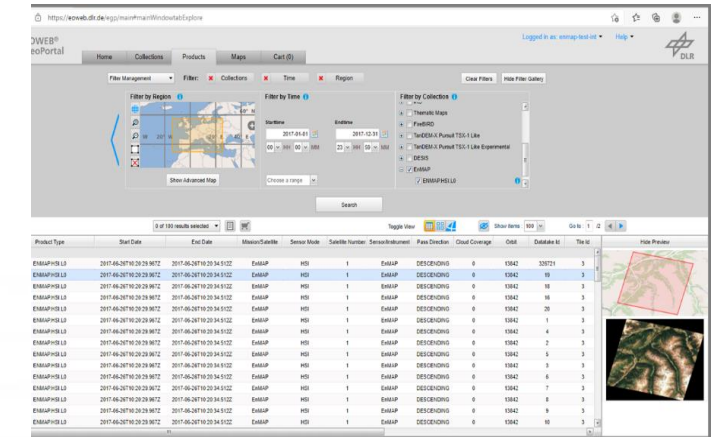 https://eoweb.dlr.de/egp/main#mainWindowtabExplore
OWEB®
eoPortal
Logged in as: enmap-test-ist Help
DLR
Home Collections Products Maps Cart (0)
Filter Management Filter: Collections Time Region Clear Filters Hide Filter Gallery
Filter by Region Filter by Time Filter by Collection
Starttime Endtime
2017-01-01 2017-12-31
00 HH 00 MM 23 HH 59 MM
Choose a range
Show Advanced Map
Thematic Maps
FireBIRD
TanDEM-X Pursuit TSX-1 Like
TanDEM-X Pursuit TSX-1 Like Experimental
DESIS
EnMAP
ENMAP.HSI.L0
Search
0 of 100 results selected Toggle View Show items 100 Go to: 1 /2
Product Type Start Date End Date Mission/Satellite Sensor Mode Satellite Number Sensor/Instrument Pass Direction Cloud Coverage Orbit Datatake Id Tile Id Hide Preview
ENMAP.HSI.L0 2017-06-26T10:20:29.967Z 2017-06-26T10:20:34.512Z EnMAP HSI 1 EnMAP DESCENDING 0 13842 326721 3
ENMAP.HSI.L0 2017-06-26T10:20:29.967Z 2017-06-26T10:20:34.512Z EnMAP HSI 1 EnMAP DESCENDING 0 13842 19 3
ENMAP.HSI.L0 2017-06-26T10:20:29.967Z 2017-06-26T10:20:34.512Z EnMAP HSI 1 EnMAP DESCENDING 0 13842 18 3
ENMAP.HSI.L0 2017-06-26T10:20:29.967Z 2017-06-26T10:20:34.512Z EnMAP HSI 1 EnMAP DESCENDING 0 13842 16 3
ENMAP.HSI.L0 2017-06-26T10:20:29.967Z 2017-06-26T10:20:34.512Z EnMAP HSI 1 EnMAP DESCENDING 0 13842 20 3
ENMAP.HSI.L0 2017-06-26T10:20:29.967Z 2017-06-26T10:20:34.512Z EnMAP HSI 1 EnMAP DESCENDING 0 13842 1 3
ENMAP.HSI.L0 2017-06-26T10:20:29.967Z 2017-06-26T10:20:34.512Z EnMAP HSI 1 EnMAP DESCENDING 0 13842 4 3
ENMAP.HSI.L0 2017-06-26T10:20:29.967Z 2017-06-26T10:20:34.512Z EnMAP HSI 1 EnMAP DESCENDING 0 13842 2 3
ENMAP.HSI.L0 2017-06-26T10:20:29.967Z 2017-06-26T10:20:34.512Z EnMAP HSI 1 EnMAP DESCENDING 0 13842 5 3
ENMAP.HSI.L0 2017-06-26T10:20:29.967Z 2017-06-26T10:20:34.512Z EnMAP HSI 1 EnMAP DESCENDING 0 13842 3 3
ENMAP.HSI.L0 2017-06-26T10:20:29.967Z 2017-06-26T10:20:34.512Z EnMAP HSI 1 EnMAP DESCENDING 0 13842 6 3
ENMAP.HSI.L0 2017-06-26T10:20:29.967Z 2017-06-26T10:20:34.512Z EnMAP HSI 1 EnMAP DESCENDING 0 13842 7 3
ENMAP.HSI.L0 2017-06-26T10:20:29.967Z 2017-06-26T10:20:34.512Z EnMAP HSI 1 EnMAP DESCENDING 0 13842 8 3
ENMAP.HSI.L0 2017-06-26T10:20:29.967Z 2017-06-26T10:20:34.512Z EnMAP HSI 1 EnMAP DESCENDING 0 13842 9 3
ENMAP.HSI.L0 2017-06-26T10:20:29.967Z 2017-06-26T10:20:34.512Z EnMAP HSI 1 EnMAP DESCENDING 0 13842 10 3